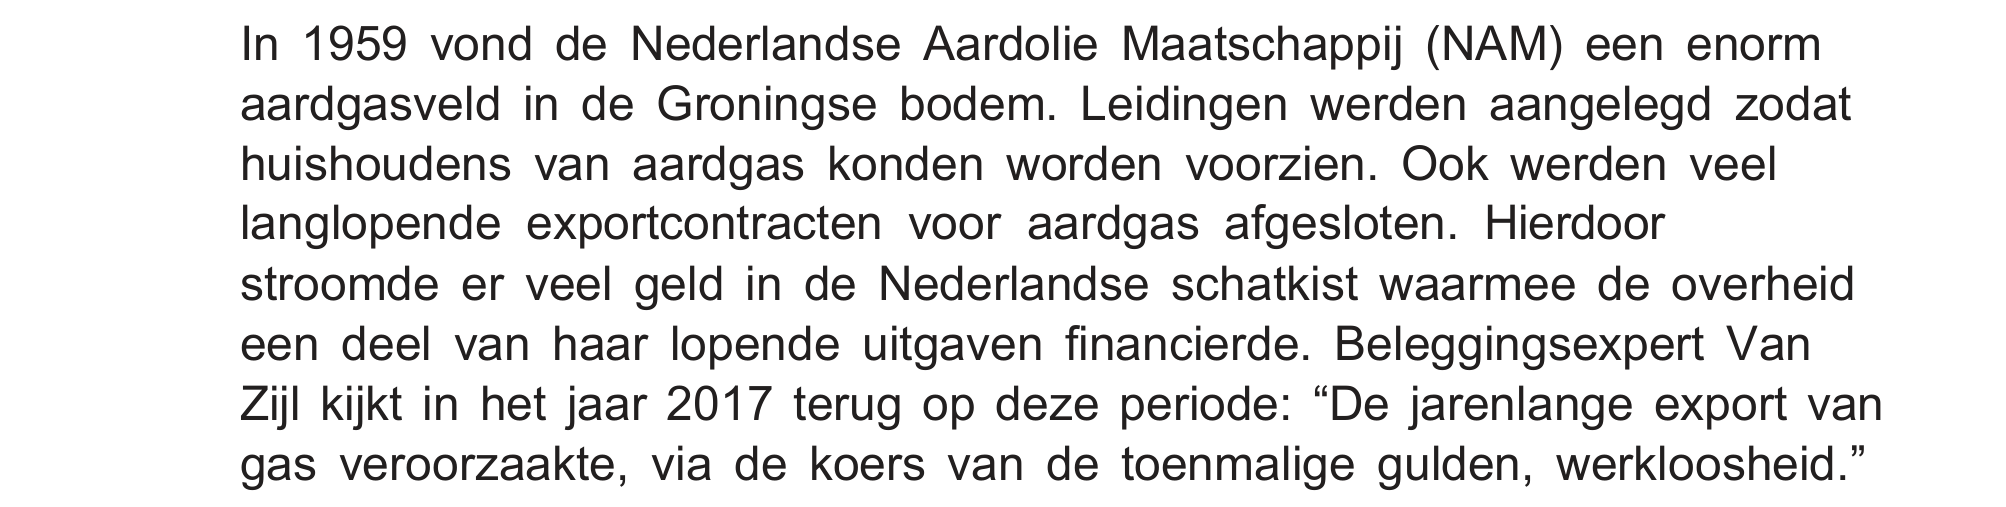 In 1959 vond de Nederlandse Aardolie Maatschappij (NAM) een enorm
aardgasveld in de Groningse bodem. Leidingen werden aangelegd zodat
huishoudens van aardgas konden worden voorzien. Ook werden veel
langlopende exportcontracten voor aardgas afgesloten. Hierdoor
stroomde er veel geld in de Nederlandse schatkist waarmee de overheid
een deel van haar lopende uitgaven financierde. Beleggingsexpert Van
Zijl kijkt in het jaar 2017 terug op deze periode: “De jarenlange export van
gas veroorzaakte, via de koers van de toenmalige gulden, werkloosheid.”